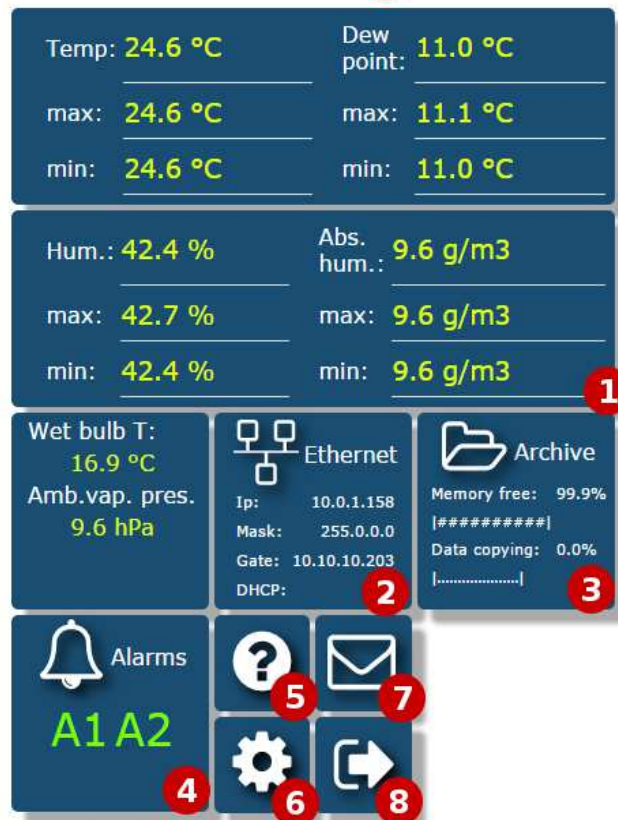 Temp: 24.6 °C Dew point: 11.0 °C
max: 24.6 °C max: 11.1 °C
min: 24.6 °C min: 11.0 °C
Hum.: 42.4 % Abs. hum.: 9.6 g/m3
max: 42.7 % max: 9.6 g/m3
min: 42.4 % min: 9.6 g/m3
1
Wet bulb T:
16.9 ºC
Amb.vap. pres.
9.6 hPa
Ethernet
Ip: 10.0.1.158
Mask: 255.0.0.0
Gate: 10.10.10.203
DHCP:
2
Archive
Memory free: 99.9%
|##########|
Data copying: 0.0%
|....................|
3
Alarms
A1 A2
4
?
5
7
6
8